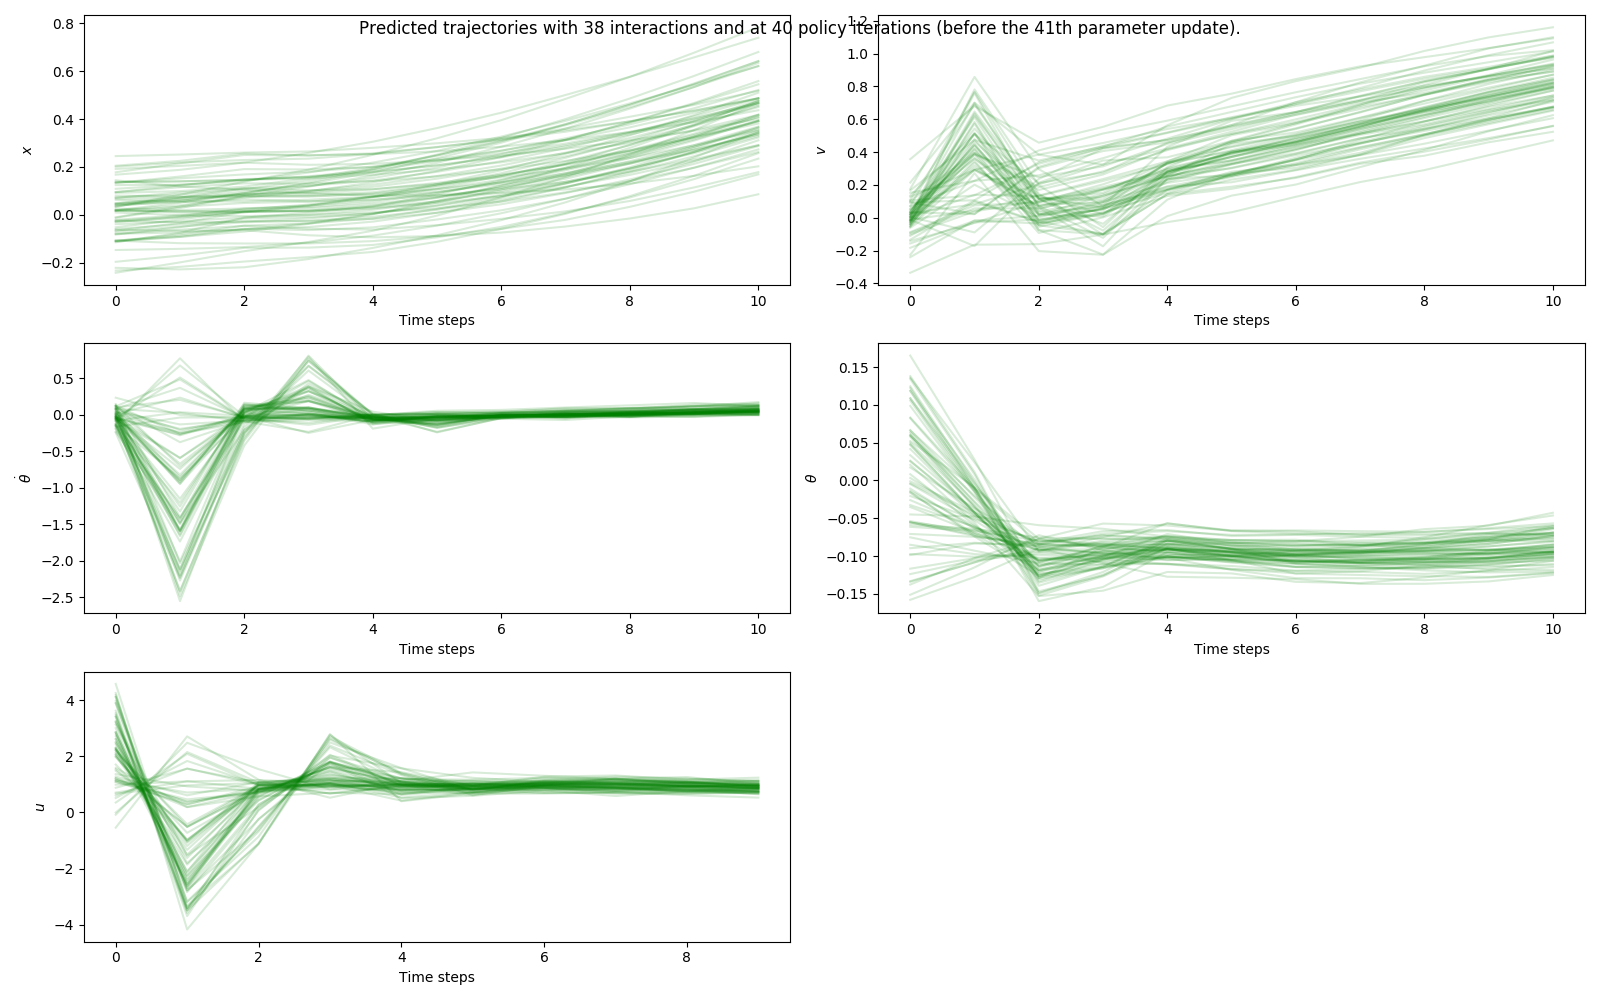 Predicted trajectories with 38 interactions and at 40 policy iterations (before the 41th parameter update).
0.8
0.6
0.4
0.2
0.0
−0.2
x
0 2 4 6 8 10
Time steps
1.2
1.0
0.8
0.6
0.4
0.2
0.0
−0.2
−0.4
v
0 2 4 6 8 10
Time steps
0.5
0.0
−0.5
−1.0
−1.5
−2.0
−2.5
θ̇
0 2 4 6 8 10
Time steps
0.15
0.10
0.05
0.00
−0.05
−0.10
−0.15
θ
0 2 4 6 8 10
Time steps
4
2
0
−2
−4
u
0 2 4 6 8
Time steps